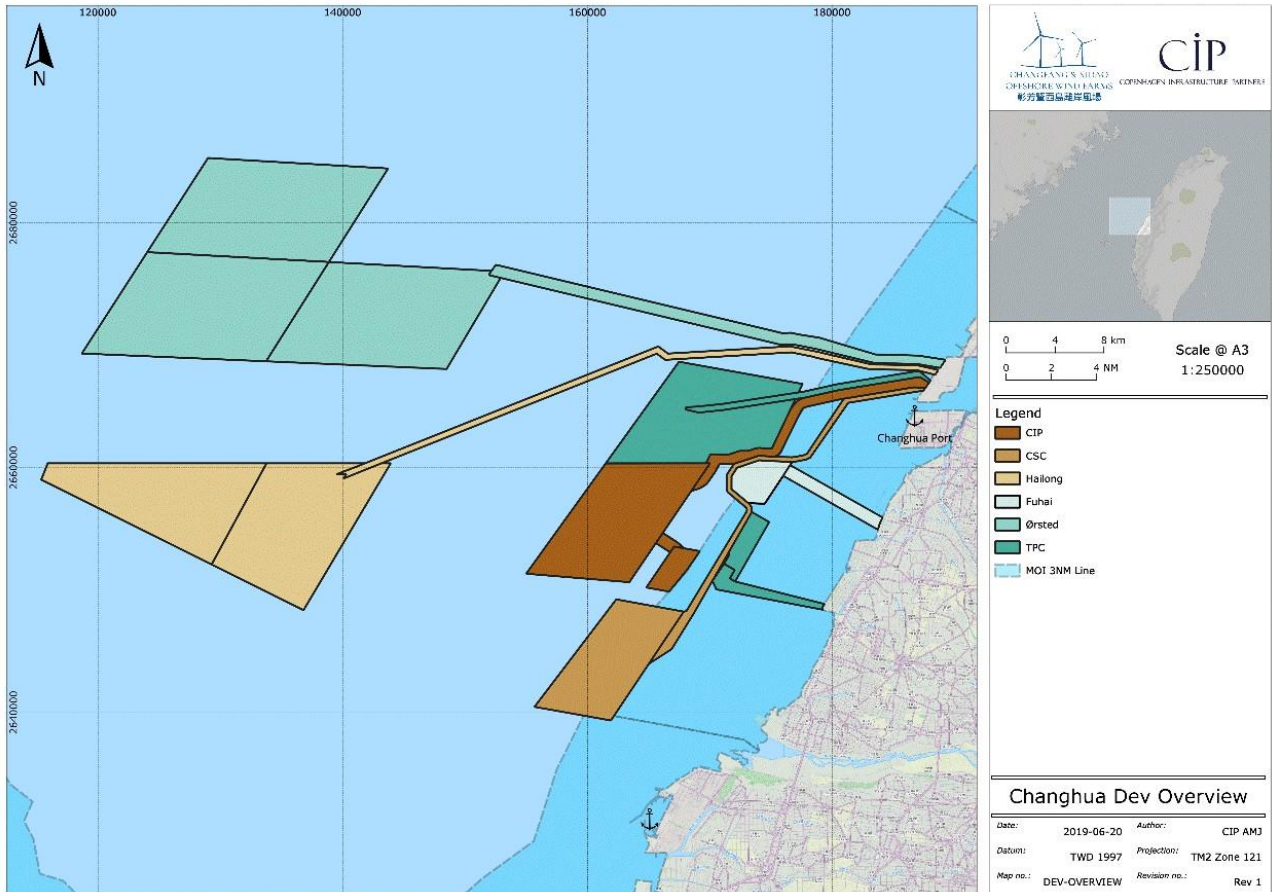 120000
140000
160000
180000
2680000
2660000
2640000
N
Changhua Port
CHANGFANG & XIDAO
OFFSHORE WIND FARMS
彰芳暨西島離岸風場
CIP
COPENHAGEN INFRASTRUCTURE PARTNERS
0 4 8 km
0 2 4 NM
Scale @ A3
1:250000
Legend
CIP
CSC
Hailong
Fuhai
Ørsted
TPC
MOI 3NM Line
Changhua Dev Overview
Date: 2019-06-20 Author: CIP AMJ
Datum: TWD 1997 Projection: TM2 Zone 121
Map no.: DEV-OVERVIEW Revision no.: Rev 1